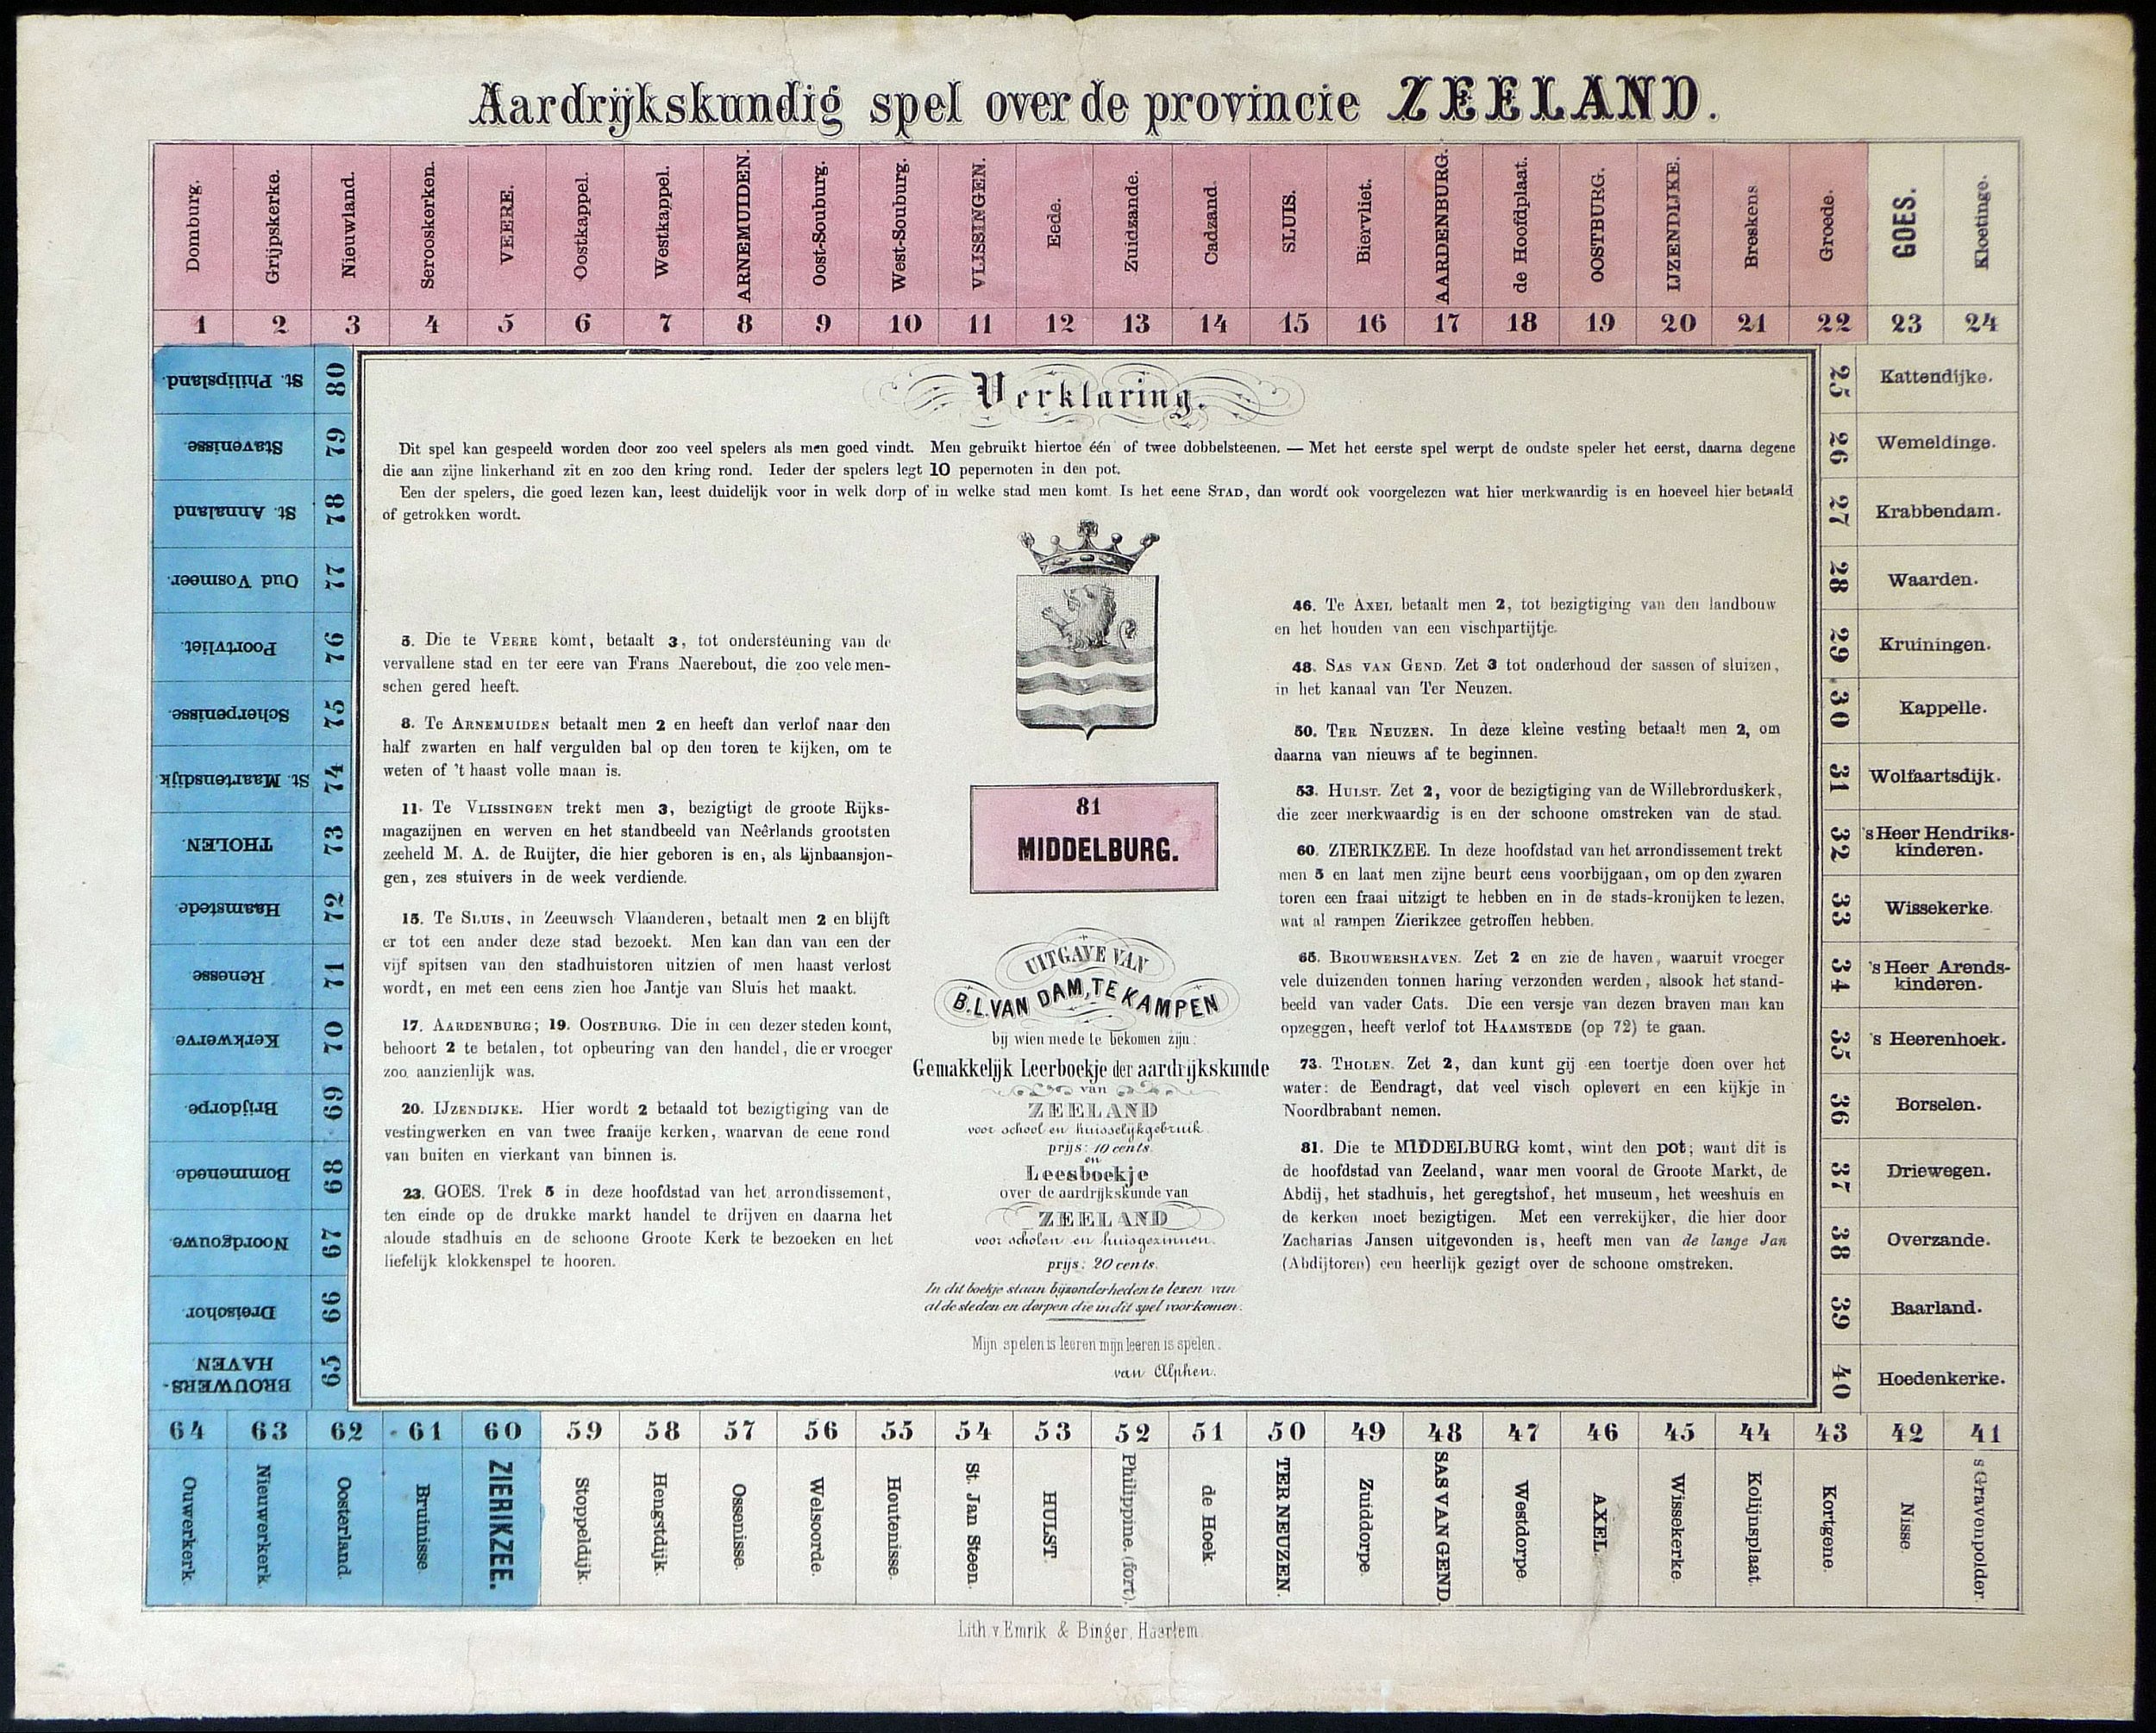 Aardrijkskundig spel over de provincie ZEELAND.
Domburg.
Grijpskerke.
Nieuwland.
Serooskerken.
VEERE.
Oostkappel.
Westkappel.
ARNEMUIDEN.
Oost-Souburg.
West-Souburg.
VLISSINGEN.
Eede.
Zuidzande.
Cadzand.
SLUIS.
Biervliet.
AARDENBURG.
de Hoofdplaat.
OOSTBURG.
IJZENDIJKE.
Breskens
Groede.
GOES.
Kloetinge.
1 2 3 4 5 6 7 8 9 10 11 12 13 14 15 16 17 18 19 20 21 22 23 24
25 Kattendijke.
26 Wemeldinge.
27 Krabbendam.
28 Waarden.
29 Kruiningen.
30 Kappelle.
31 Wolfaartsdijk.
32 's Heer Hendriks-
kinderen.
33 Wissekerke.
34 's Heer Arends-
kinderen.
35 's Heerenhoek.
36 Borselen.
37 Driewegen.
38 Overzande.
39 Baarland.
40 Hoedenkerke.
Verklaring.
Dit spel kan gespeeld worden door zoo veel spelers als men goed vindt. Men gebruikt hiertoe één of twee dobbelsteenen. — Met het eerste spel werpt de oudste speler het eerst, daarna degene
die aan zijne linkerhand zit en zoo den kring rond. Ieder der spelers legt 10 pepernoten in den pot.
Een der spelers, die goed lezen kan, leest duidelijk voor in welk dorp of in welke stad men komt. Is het eene STAD, dan wordt ook voorgelezen wat hier merkwaardig is en hoeveel hier betaald
of getrokken wordt.
5. Die te VEERE komt, betaalt 3, tot ondersteuning van de
vervallene stad en ter eere van Frans Naerebout, die zoo vele men-
schen gered heeft.
8. Te ARNEMUIDEN betaalt men 2 en heeft dan verlof naar den
half zwarten en half vergulden bal op den toren te kijken, om te
weten of 't haast volle maan is.
11. Te VLISSINGEN trekt men 3, bezigtigt de groote Rijks-
magazijnen en werven en het standbeeld van Neêrlands grootsten
zeeheld M. A. de Ruijter, die hier geboren is en, als lijnbaansjon-
gen, zes stuivers in de week verdiende.
15. Te SLUIS, in Zeeuwsch Vlaanderen, betaalt men 2 en blijft
er tot een ander deze stad bezoekt. Men kan dan van een der
vijf spitsen van den stadhuistoren uitzien of men haast verlost
wordt, en met een eens zien hoe Jantje van Sluis het maakt.
17. AARDENBURG; 19. OOSTBURG. Die in een dezer steden komt,
behoort 2 te betalen, tot opbeuring van den handel, die er vroeger
zoo aanzienlijk was.
20. IJZENDIJKE. Hier wordt 2 betaald tot bezigtiging van de
vestingwerken en van twee fraaije kerken, waarvan de eene rond
van buiten en vierkant van binnen is.
23. GOES. Trek 5 in deze hoofdstad van het arrondissement,
ten einde op de drukke markt handel te drijven en daarna het
aloude stadhuis en de schoone Groote Kerk te bezoeken en het
liefelijk klokkenspel te hooren.
81
MIDDELBURG.
UITGAVE VAN
B.L. VAN DAM, TE KAMPEN
bij wien mede te bekomen zijn:
Gemakkelijk Leerboekje der aardrijkskunde
van
ZEELAND
voor school en huisselijkgebruik.
prijs: 10 cents.
en
Leesboekje
over de aardrijkskunde van
ZEELAND
voor scholen en huisgezinnen.
prijs: 20 cents.
In dit boekje staan bijzonderheden te lezen van
al de steden en dorpen die in dit spel voorkomen.
Mijn spelen is leeren mijn leeren is spelen.
van Alphen.
46. Te AXEL betaalt men 2, tot bezigtiging van den landbouw
en het houden van een vischpartijtje.
48. SAS VAN GEND. Zet 3 tot onderhoud der sassen of sluizen,
in het kanaal van Ter Neuzen.
50. TER NEUZEN. In deze kleine vesting betaalt men 2, om
daarna van nieuws af te beginnen.
53. HULST. Zet 2, voor de bezigtiging van de Willebrorduskerk,
die zeer merkwaardig is en der schoone omstreken van de stad.
60. ZIERIKZEE. In deze hoofdstad van het arrondissement trekt
men 5 en laat men zijne beurt eens voorbijgaan, om op den zwaren
toren een fraai uitzigt te hebben en in de stads-kronijken te lezen,
wat al rampen Zierikzee getroffen hebben.
65. BROUWERSHAVEN. Zet 2 en zie de haven, waaruit vroeger
vele duizenden tonnen haring verzonden werden, alsook het stand-
beeld van vader Cats. Die een versje van dezen braven man kan
opzeggen, heeft verlof tot HAAMSTEDE (op 72) te gaan.
73. THOLEN. Zet 2, dan kunt gij een toertje doen over het
water: de Eendragt, dat veel visch oplevert en een kijkje in
Noordbrabant nemen.
81. Die te MIDDELBURG komt, wint den pot; want dit is
de hoofdstad van Zeeland, waar men vooral de Groote Markt, de
Abdij, het stadhuis, het geregtshof, het museum, het weeshuis en
de kerken moet bezigtigen. Met een verrekijker, die hier door
Zacharias Jansen uitgevonden is, heeft men van de lange Jan
(Abdijtoren) een heerlijk gezigt over de schoone omstreken.
St. Philipsland. 80
Stavenisse. 79
St. Annaland 78
Oud Vosmeer. 77
Poortvliet. 76
Scherpenisse. 75
St. Maartensdijk. 74
THOLEN. 73
Haamstede. 72
Renesse 71
Kerkwerve 70
Brijdorpe. 69
Bommenede. 68
Noordgouwe. 67
Dreischor. 66
BROUWERS-
HAVEN 65
64 63 62 61 60 59 58 57 56 55 54 53 52 51 50 49 48 47 46 45 44 43 42 41
Ouwerkerk.
Nieuwerkerk.
Oosterland.
Bruinisse.
ZIERIKZEE.
Stoppeldijk.
Hengstdijk.
Ossenisse.
Welsoorde.
Houtenisse.
St. Jan Steen.
HULST.
Philippine. (fort).
de Hoek.
TER NEUZEN.
Zuiddorpe.
SAS VAN GEND.
Westdorpe.
AXEL.
Wissekerke.
Kolijnsplaat.
Kortgene.
Nisse.
s Gravenpolder.
Lith. v. Emrik & Binger, Haarlem.